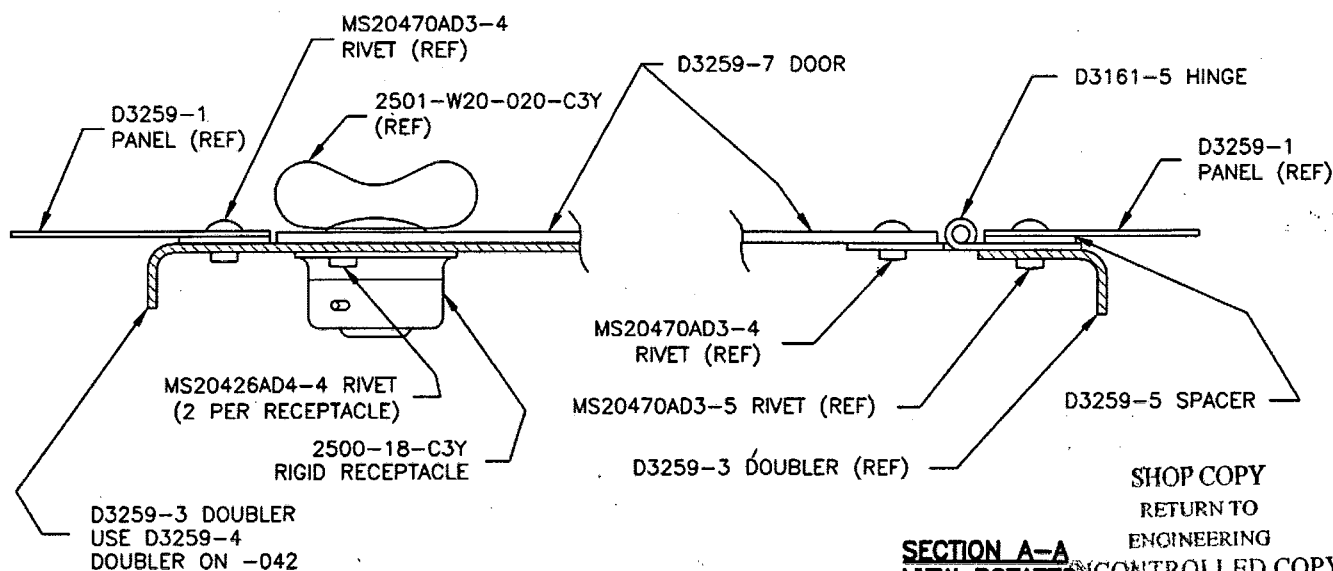 MS20470AD3-4
RIVET (REF)
D3259-7 DOOR
D3161-5 HINGE
2501-W20-020-C3Y
(REF)
D3259-1
PANEL (REF)
D3259-1
PANEL (REF)
MS20470AD3-4
RIVET (REF)
MS20426AD4-4 RIVET
(2 PER RECEPTACLE)
MS20470AD3-5 RIVET (REF)
D3259-5 SPACER
2500-18-C3Y
RIGID RECEPTACLE
D3259-3 DOUBLER (REF)
D3259-3 DOUBLER
USE D3259-4
DOUBLER ON -042
SHOP COPY
RETURN TO
ENGINEERING
SECTION A-A
CONTROLLED COPY